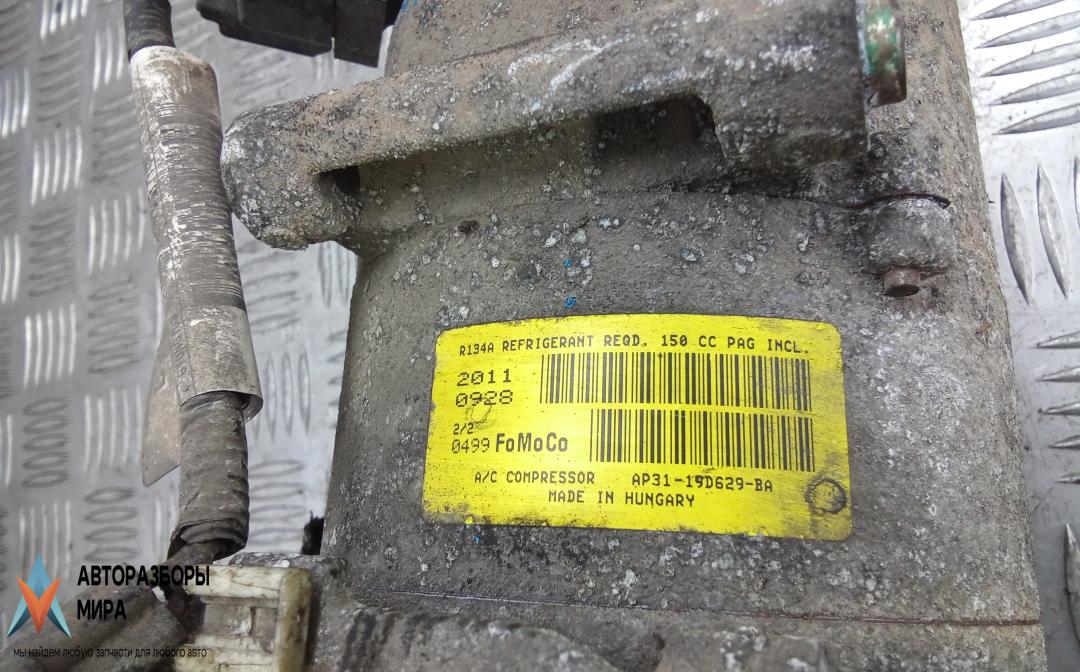 R134A REFRIGERANT REQD. 150 CC PAG INCL.
2011
0928
2/2
0499 FoMoCo
A/C COMPRESSOR AP31-19D629-BA
MADE IN HUNGARY
АВТОРАЗБОРЫ
МИРА
мы найдем любую запчасти для любого авто